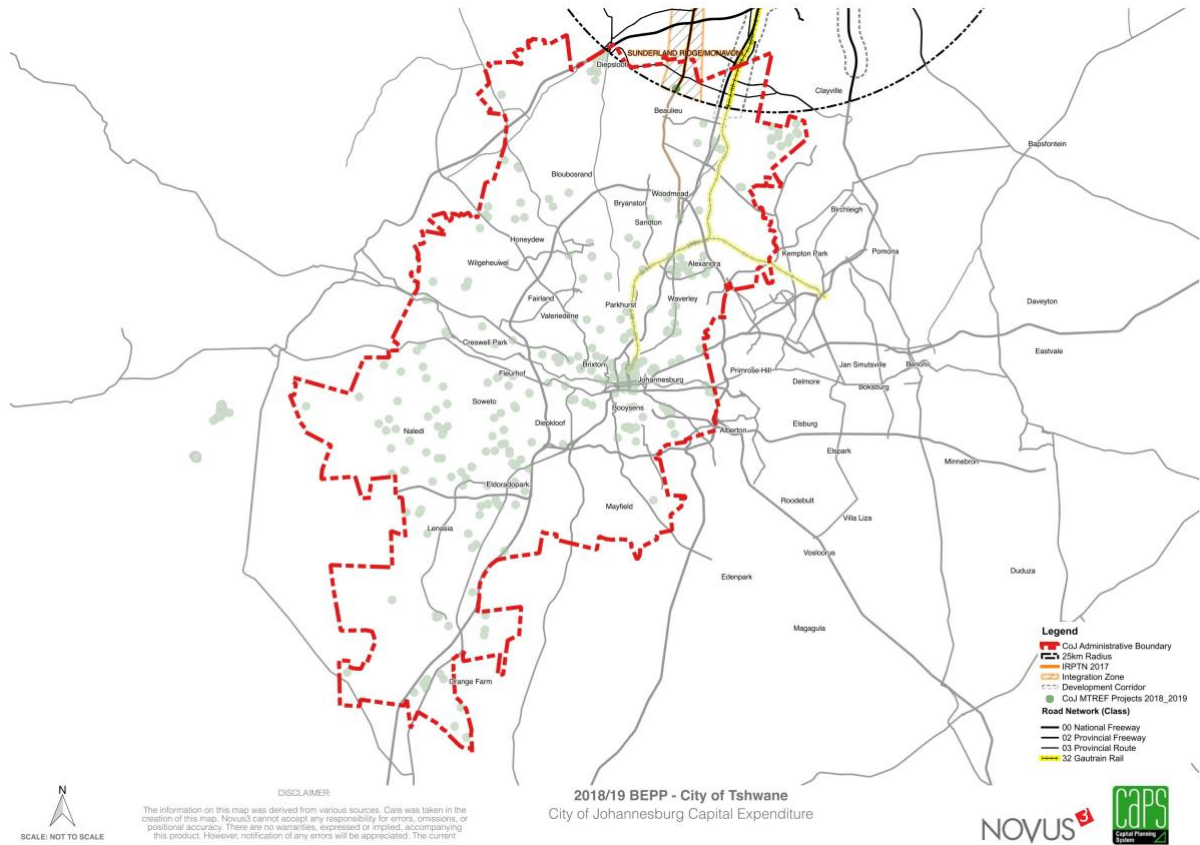 SUNDERLAND RIDGE/MONAVON
Diepsloot
Clayville
Beaulieu
Bapsfontein
Bloubosrand
Woodmead
Bryanston
Birchleigh
Sandton
Honeydew
Kempton Park
Pomona
Wilgeheuwel
Alexandra
Fairland
Parkhurst
Waverley
Daveyton
Valeriedene
Creswell Park
Eastvale
Brixton
Jan Smutsville
Benoni
Fleurhof
Primrose Hill
Johannesburg
Delmore
Boksburg
Soweto
Booysens
Diepkloof
Elsburg
Naledi
Alberton
Elspark
Minnebron
Eldoradopark
Mayfield
Roodebult
Lenasia
Villa Liza
Vosloorus
Edenpark
Duduza
Magagula
Orange Farm
Legend
CoJ Administrative Boundary
25km Radius
IRPTN 2017
Integration Zone
Development Corridor
CoJ MTREF Projects 2018_2019
Road Network (Class)
00 National Freeway
02 Provincial Freeway
03 Provincial Route
32 Gautrain Rail
N
SCALE: NOT TO SCALE
DISCLAIMER:
The information on this map was derived from various sources. Care was taken in the
creation of this map. Novus3 cannot accept any responsibility for errors, omissions, or
positional accuracy. There are no warranties, expressed or implied, accompanying
this product. However, notification of any errors will be appreciated. The current
2018/19 BEPP - City of Tshwane
City of Johannesburg Capital Expenditure
NOVUS3
CAPS
Capital Planning
System